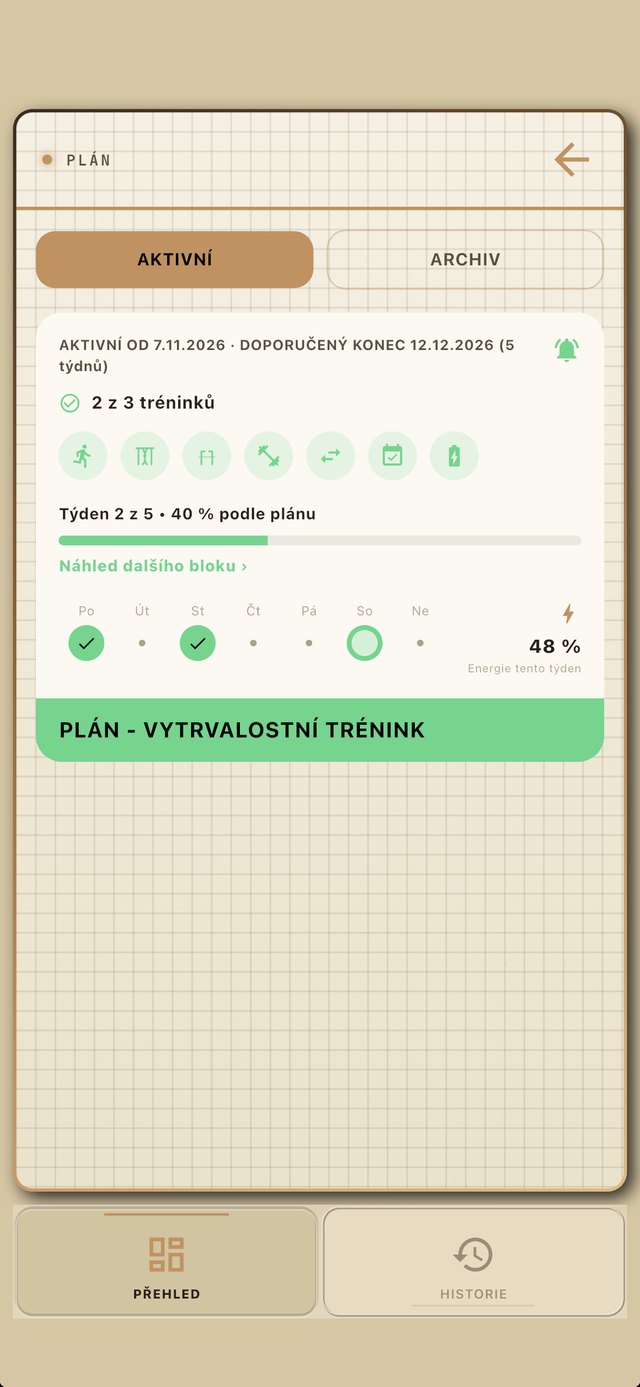 PLÁN
AKTIVNÍ
ARCHIV
AKTIVNÍ OD 7.11.2026 · DOPORUČENÝ KONEC 12.12.2026 (5
týdnů)
2 z 3 tréninků
Týden 2 z 5 • 40 % podle plánu
Náhled dalšího bloku ›
Po Út St Čt Pá So Ne
48 %
Energie tento týden
PLÁN - VYTRVALOSTNÍ TRÉNINK
PŘEHLED
HISTORIE